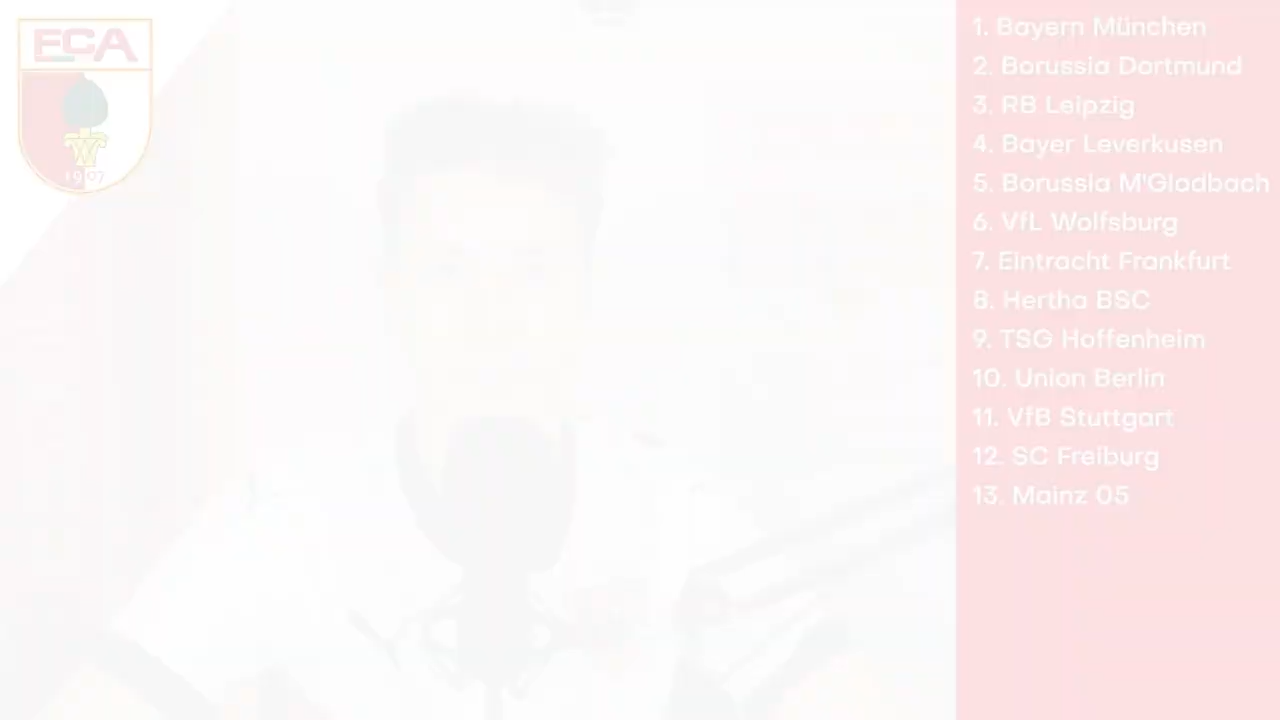 FCA
1907
1. Bayern München
2. Borussia Dortmund
3. RB Leipzig
4. Bayer Leverkusen
5. Borussia M'Gladbach
6. VfL Wolfsburg
7. Eintracht Frankfurt
8. Hertha BSC
9. TSG Hoffenheim
10. Union Berlin
11. VfB Stuttgart
12. SC Freiburg
13. Mainz 05